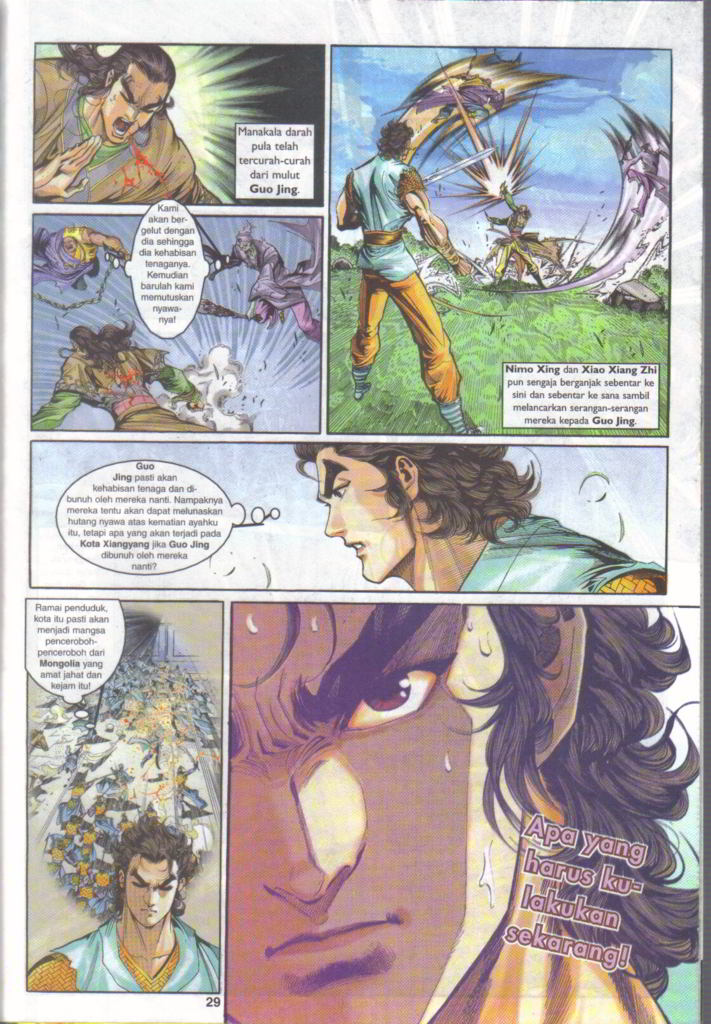 Manakala darah
pula telah
tercurah-curah
dari mulut
Guo Jing.
Kami
akan ber-
gelut dengan
dia sehingga
dia kehabisan
tenaganya.
Kemudian
barulah kami
memutuskan
nyawa-
nya!
Nimo Xing dan Xiao Xiang Zhi
pun sengaja berganjak sebentar ke
sini dan sebentar ke sana sambil
melancarkan serangan-serangan
mereka kepada Guo Jing.
Guo
Jing pasti akan
kehabisan tenaga dan di-
bunuh oleh mereka nanti. Nampaknya
mereka tentu akan dapat melunaskan
hutang nyawa atas kematian ayahku
itu, tetapi apa yang akan terjadi pada
Kota Xiangyang jika Guo Jing
dibunuh oleh mereka
nanti?
Ramai penduduk,
kota itu pasti akan
menjadi mangsa
penceroboh-
penceroboh dari
Mongolia yang
amat jahat dan
kejam itu!
Apa yang
harus ku-
lakukan
sekarang!
29